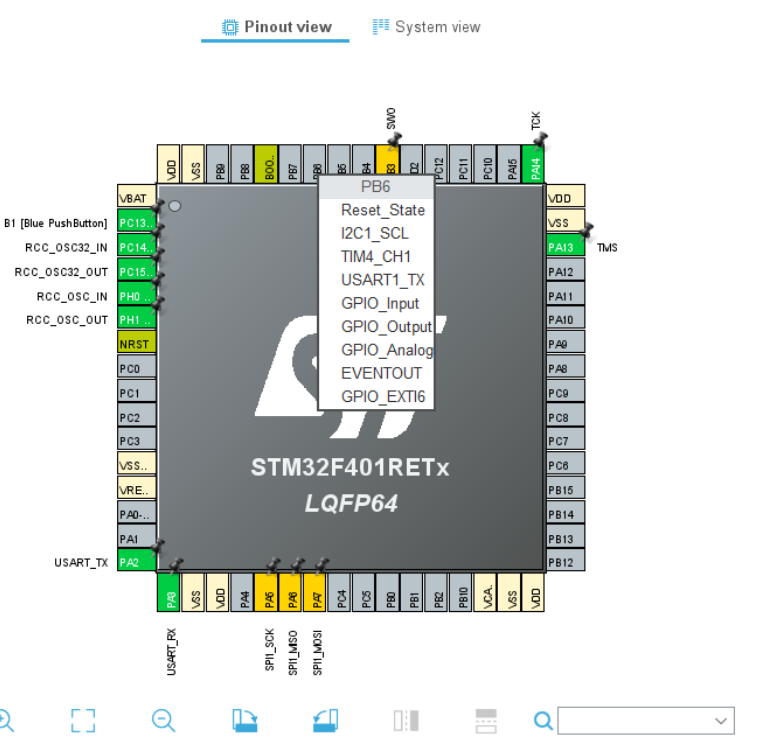 Pinout view
System view
SWO
TCK
VDD
VSS
PB9
PB8
BOO..
PB7
PB6
PB5
PB4
PB3
PD2
PC12
PC11
PC10
PA15
PA14
PB6
Reset_State
I2C1_SCL
TIM4_CH1
USART1_TX
GPIO_Input
GPIO_Output
GPIO_Analog
EVENTOUT
GPIO_EXTI6
VBAT
B1 [Blue PushButton] PC13..
RCC_OSC32_IN PC14..
RCC_OSC32_OUT PC15..
RCC_OSC_IN PH0 ..
RCC_OSC_OUT PH1 ..
NRST
PC0
PC1
PC2
PC3
VSS..
VRE..
PA0-..
PA1
USART_TX PA2
VDD
VSS
PA13 TMS
PA12
PA11
PA10
PA9
PA8
PC9
PC8
PC7
PC6
PB15
PB14
PB13
PB12
STM32F401RETx
LQFP64
PA3
VSS
VDD
PA4
PA5
PA6
PA7
PC4
PC5
PB0
PB1
PB2
PB10
VCA.
VSS
VDD
USART_RX
SPI1_SCK
SPI1_MISO
SPI1_MOSI